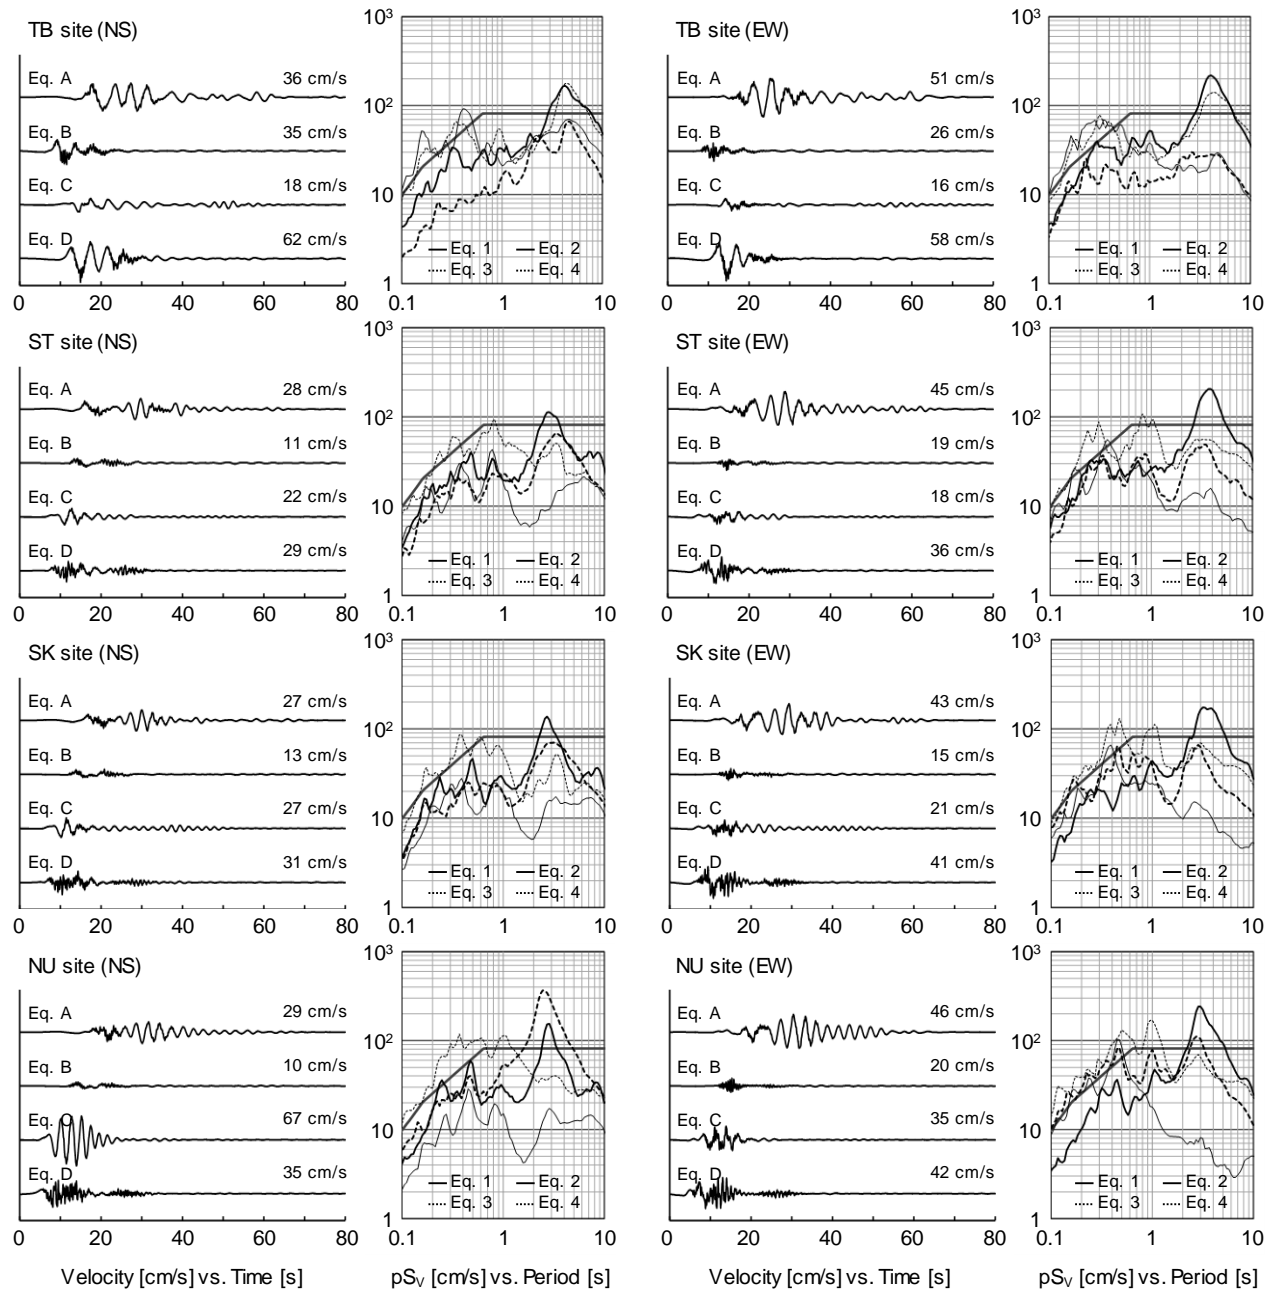 TB site (NS)
Eq. A 36 cm/s
Eq. B 35 cm/s
Eq. C 18 cm/s
Eq. D 62 cm/s
0 20 40 60 80
10³
10²
10
1
Eq. 1 Eq. 2
Eq. 3 Eq. 4
0.1 1 10
TB site (EW)
Eq. A 51 cm/s
Eq. B 26 cm/s
Eq. C 16 cm/s
Eq. D 58 cm/s
0 20 40 60 80
10³
10²
10
1
Eq. 1 Eq. 2
Eq. 3 Eq. 4
0.1 1 10
ST site (NS)
Eq. A 28 cm/s
Eq. B 11 cm/s
Eq. C 22 cm/s
Eq. D 29 cm/s
0 20 40 60 80
10³
10²
10
1
Eq. 1 Eq. 2
Eq. 3 Eq. 4
0.1 1 10
ST site (EW)
Eq. A 45 cm/s
Eq. B 19 cm/s
Eq. C 18 cm/s
Eq. D 36 cm/s
0 20 40 60 80
10³
10²
10
1
Eq. 1 Eq. 2
Eq. 3 Eq. 4
0.1 1 10
SK site (NS)
Eq. A 27 cm/s
Eq. B 13 cm/s
Eq. C 27 cm/s
Eq. D 31 cm/s
0 20 40 60 80
10³
10²
10
1
Eq. 1 Eq. 2
Eq. 3 Eq. 4
0.1 1 10
SK site (EW)
Eq. A 43 cm/s
Eq. B 15 cm/s
Eq. C 21 cm/s
Eq. D 41 cm/s
0 20 40 60 80
10³
10²
10
1
Eq. 1 Eq. 2
Eq. 3 Eq. 4
0.1 1 10
NU site (NS)
Eq. A 29 cm/s
Eq. B 10 cm/s
Eq. C 67 cm/s
Eq. D 35 cm/s
0 20 40 60 80
10³
10²
10
1
Eq. 1 Eq. 2
Eq. 3 Eq. 4
0.1 1 10
NU site (EW)
Eq. A 46 cm/s
Eq. B 20 cm/s
Eq. C 35 cm/s
Eq. D 42 cm/s
0 20 40 60 80
10³
10²
10
1
Eq. 1 Eq. 2
Eq. 3 Eq. 4
0.1 1 10
Velocity [cm/s] vs. Time [s]
pSV [cm/s] vs. Period [s]
Velocity [cm/s] vs. Time [s]
pSV [cm/s] vs. Period [s]